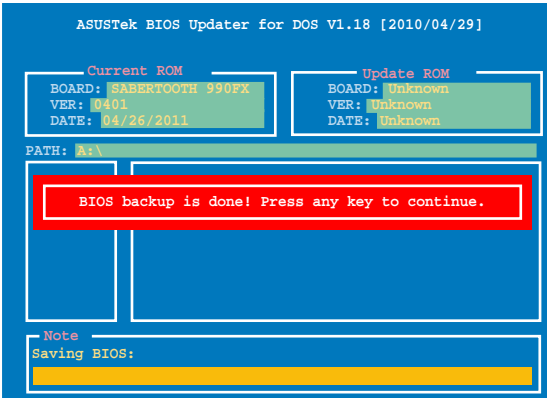 ASUSTek BIOS Updater for DOS V1.18 [2010/04/29]
Current ROM
BOARD: SABERTOOTH 990FX
VER: 0401
DATE: 04/26/2011
Update ROM
BOARD: Unknown
VER: Unknown
DATE: Unknown
PATH: A:\
BIOS backup is done! Press any key to continue.
Note
Saving BIOS: